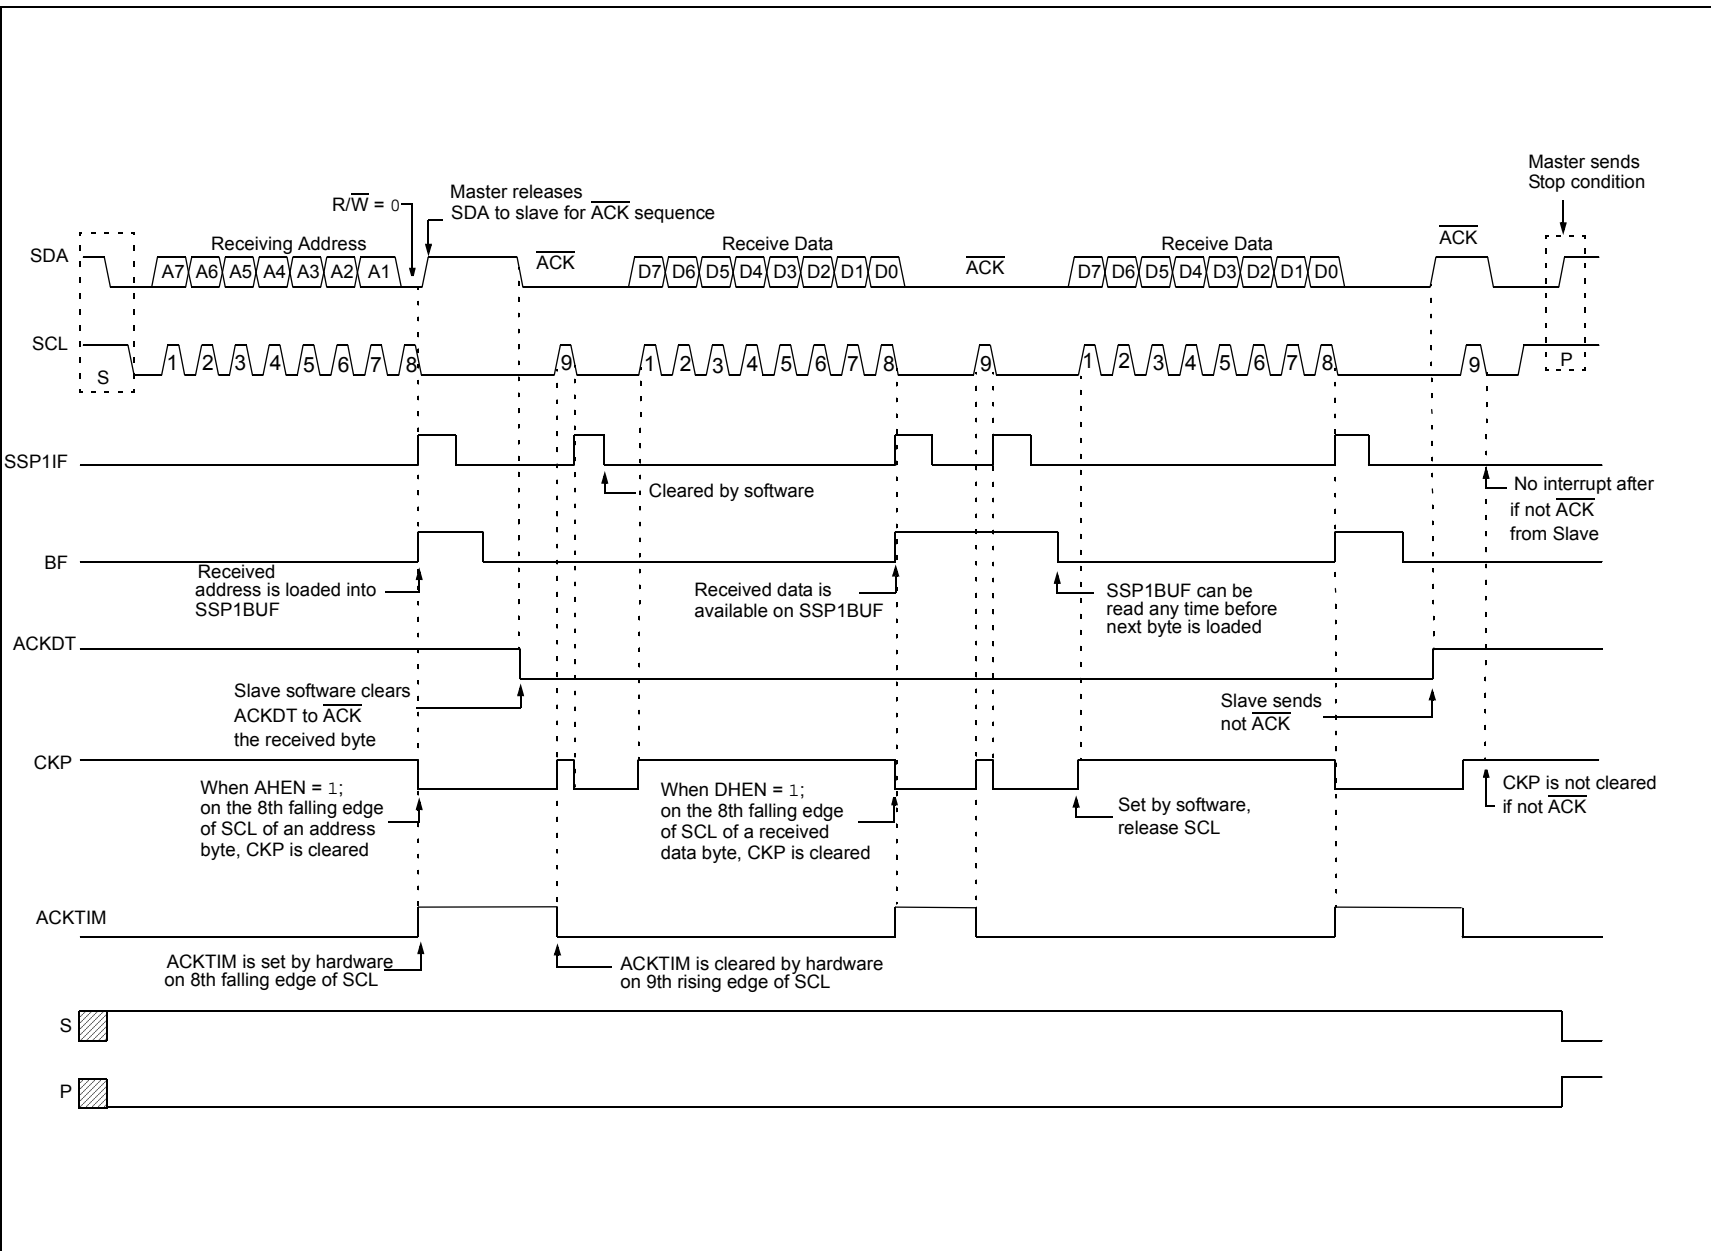 Master sends
Stop condition
R/W = 0
Master releases
SDA to slave for ACK sequence
SDA
Receiving Address
ACK
Receive Data
ACK
Receive Data
ACK
A7 A6 A5 A4 A3 A2 A1
D7 D6 D5 D4 D3 D2 D1 D0
D7 D6 D5 D4 D3 D2 D1 D0
SCL
S
1 2 3 4 5 6 7 8 9 1 2 3 4 5 6 7 8 9 1 2 3 4 5 6 7 8 9
P
SSP1IF
Cleared by software
No interrupt after
if not ACK
from Slave
BF
Received
address is loaded into
SSP1BUF
Received data is
available on SSP1BUF
SSP1BUF can be
read any time before
next byte is loaded
ACKDT
Slave software clears
ACKDT to ACK
the received byte
Slave sends
not ACK
CKP
When AHEN = 1;
on the 8th falling edge
of SCL of an address
byte, CKP is cleared
When DHEN = 1;
on the 8th falling edge
of SCL of a received
data byte, CKP is cleared
Set by software,
release SCL
CKP is not cleared
if not ACK
ACKTIM
ACKTIM is set by hardware
on 8th falling edge of SCL
ACKTIM is cleared by hardware
on 9th rising edge of SCL
S
P